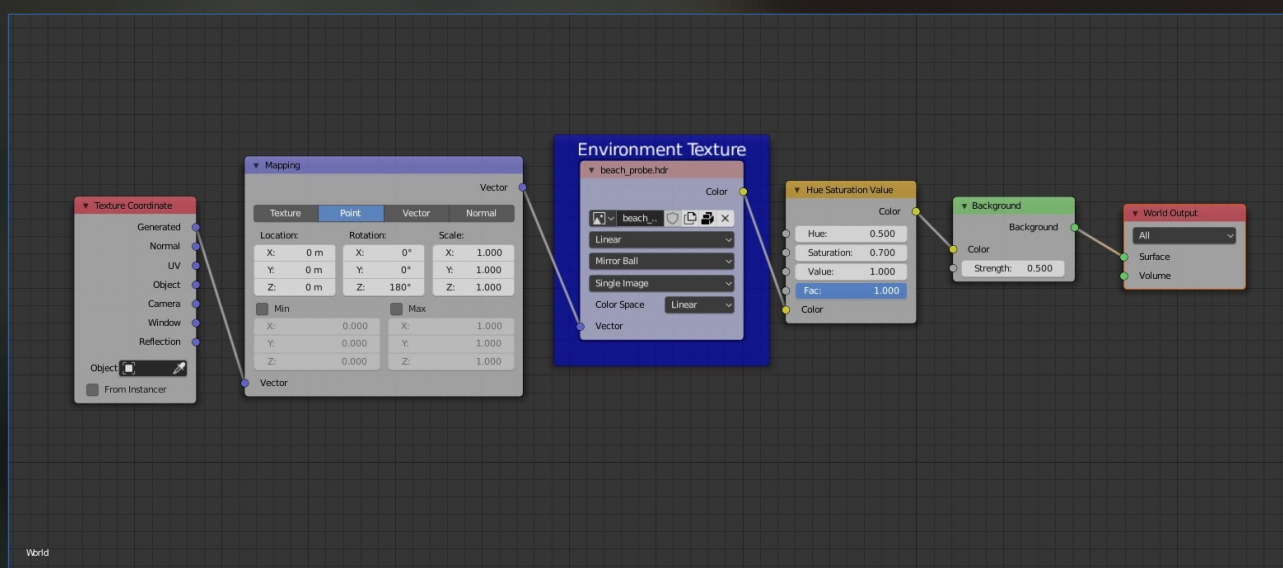 Texture Coordinate
Generated
Normal
UV
Object
Camera
Window
Reflection
Object
From Instancer
Mapping
Vector
Texture Point Vector Normal
Location: Rotation: Scale:
X: 0 m X: 0° X: 1.000
Y: 0 m Y: 0° Y: 1.000
Z: 0 m Z: 180° Z: 1.000
Min Max
X: 0.000 X: 1.000
Y: 0.000 Y: 1.000
Z: 0.000 Z: 1.000
Vector
Environment Texture
beach_probe.hdr
Color
beach_..
Linear
Mirror Ball
Single Image
Color Space Linear
Vector
Hue Saturation Value
Color
Hue: 0.500
Saturation: 0.700
Value: 1.000
Fac: 1.000
Color
Background
Background
Color
Strength: 0.500
World Output
All
Surface
Volume
World